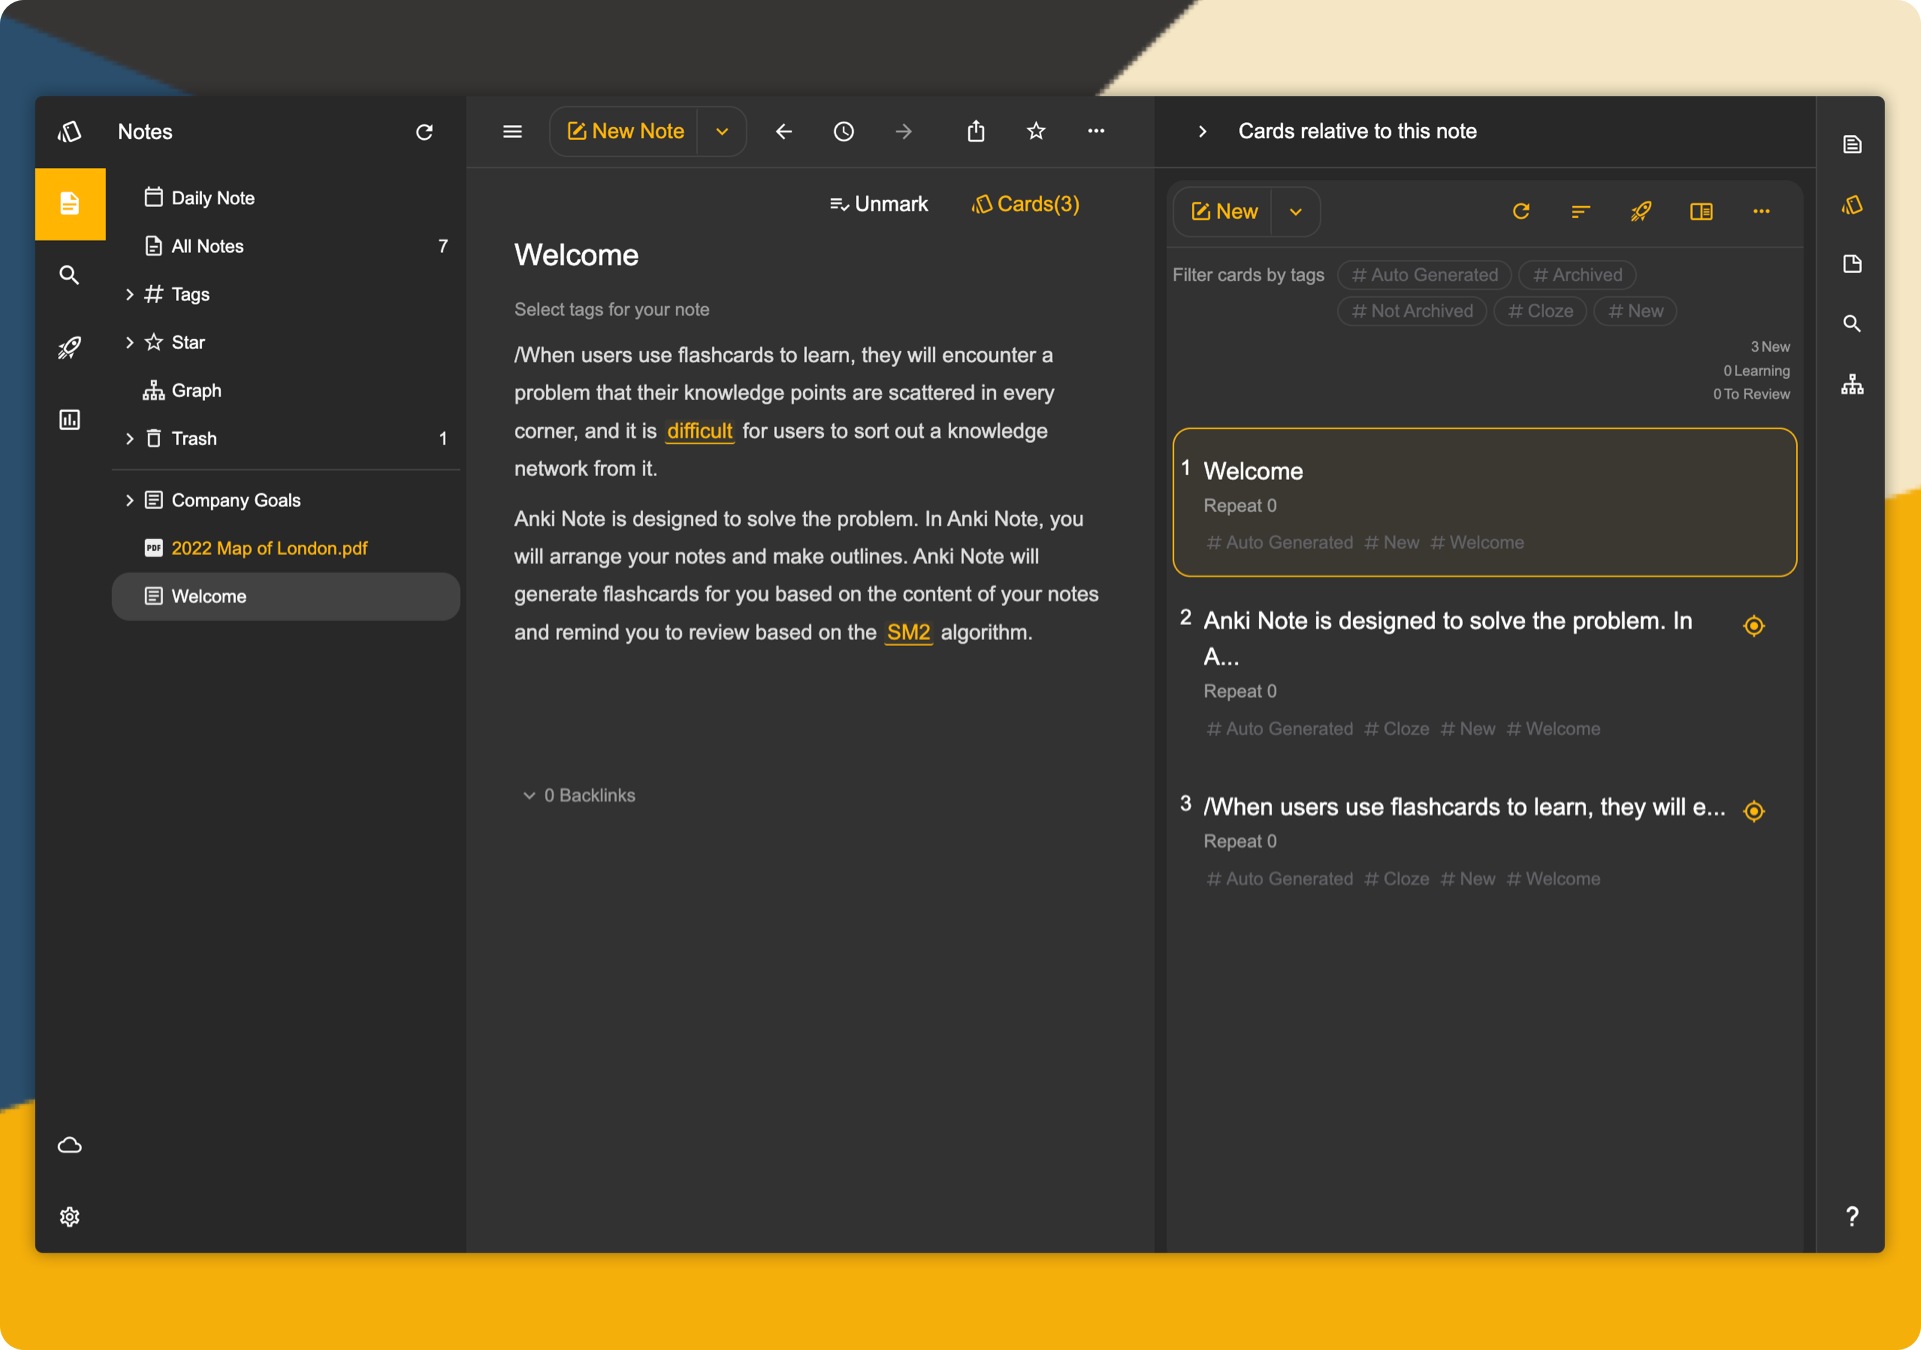 Notes
Daily Note
All Notes 7
Tags
Star
Graph
Trash 1
Company Goals
PDF 2022 Map of London.pdf
Welcome
New Note
Unmark Cards(3)
Welcome
Select tags for your note
/When users use flashcards to learn, they will encounter a
problem that their knowledge points are scattered in every
corner, and it is difficult for users to sort out a knowledge
network from it.
Anki Note is designed to solve the problem. In Anki Note, you
will arrange your notes and make outlines. Anki Note will
generate flashcards for you based on the content of your notes
and remind you to review based on the SM2 algorithm.
0 Backlinks
Cards relative to this note
New
Filter cards by tags # Auto Generated # Archived
# Not Archived # Cloze # New
3 New
0 Learning
0 To Review
1 Welcome
Repeat 0
# Auto Generated # New # Welcome
2 Anki Note is designed to solve the problem. In
A...
Repeat 0
# Auto Generated # Cloze # New # Welcome
3 /When users use flashcards to learn, they will e...
Repeat 0
# Auto Generated # Cloze # New # Welcome
?